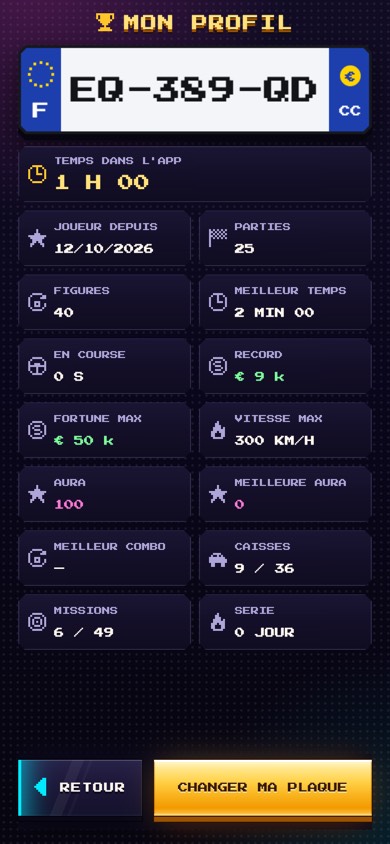 MON PROFIL
EQ-389-QD
F
€
CC
TEMPS DANS L'APP
1 H 00
JOUEUR DEPUIS
12/10/2026
PARTIES
25
FIGURES
40
MEILLEUR TEMPS
2 MIN 00
EN COURSE
0 S
RECORD
€ 9 k
FORTUNE MAX
€ 50 k
VITESSE MAX
300 KM/H
AURA
100
MEILLEURE AURA
0
MEILLEUR COMBO
—
CAISSES
9 / 36
MISSIONS
6 / 49
SERIE
0 JOUR
RETOUR
CHANGER MA PLAQUE